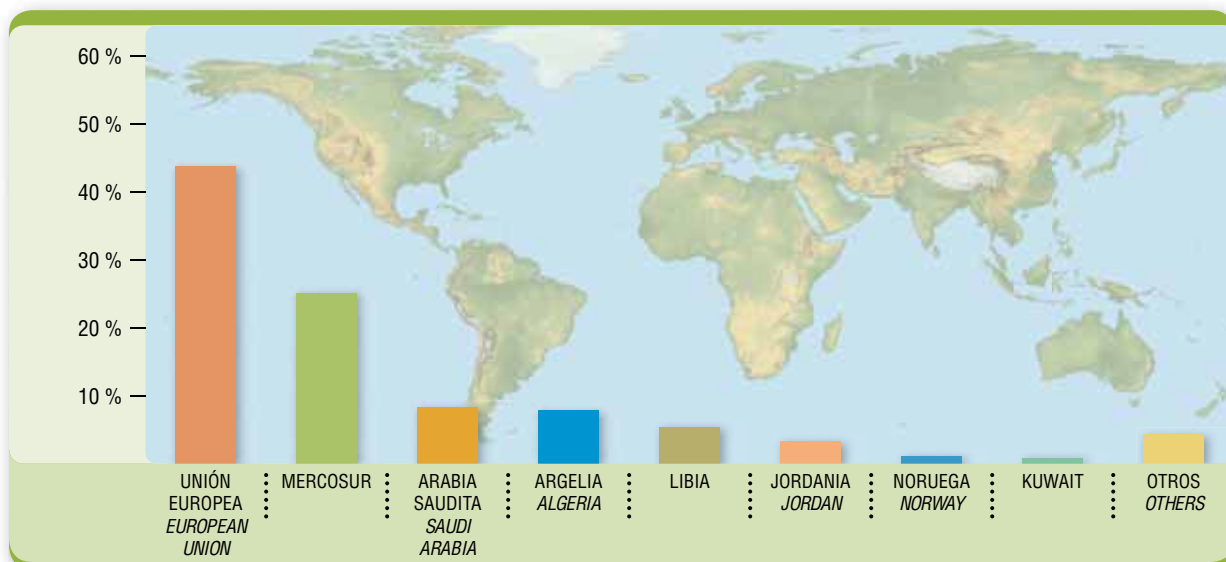 60 %
50 %
40 %
30 %
20 %
10 %
UNIÓN
EUROPEA
EUROPEAN
UNION
MERCOSUR
ARABIA
SAUDITA
SAUDI
ARABIA
ARGELIA
ALGERIA
LIBIA
JORDANIA
JORDAN
NORUEGA
NORWAY
KUWAIT
OTROS
OTHERS